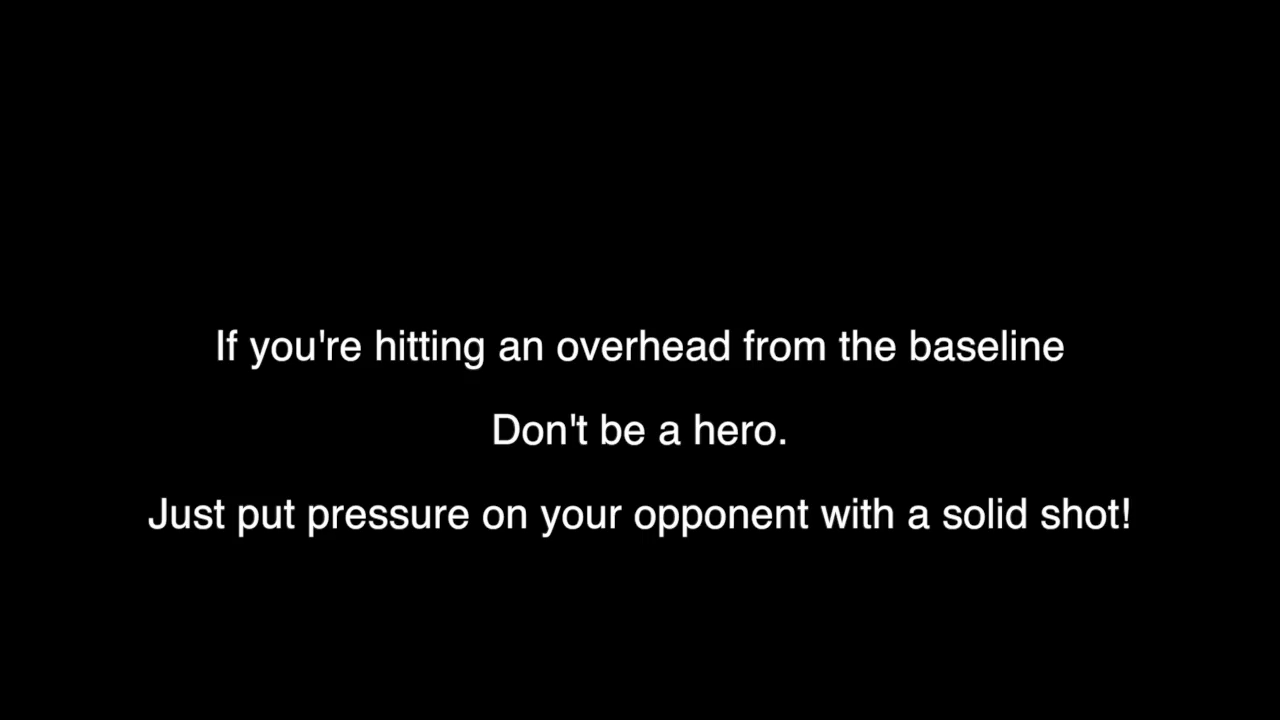 If you're hitting an overhead from the baseline
Don't be a hero.
Just put pressure on your opponent with a solid shot!